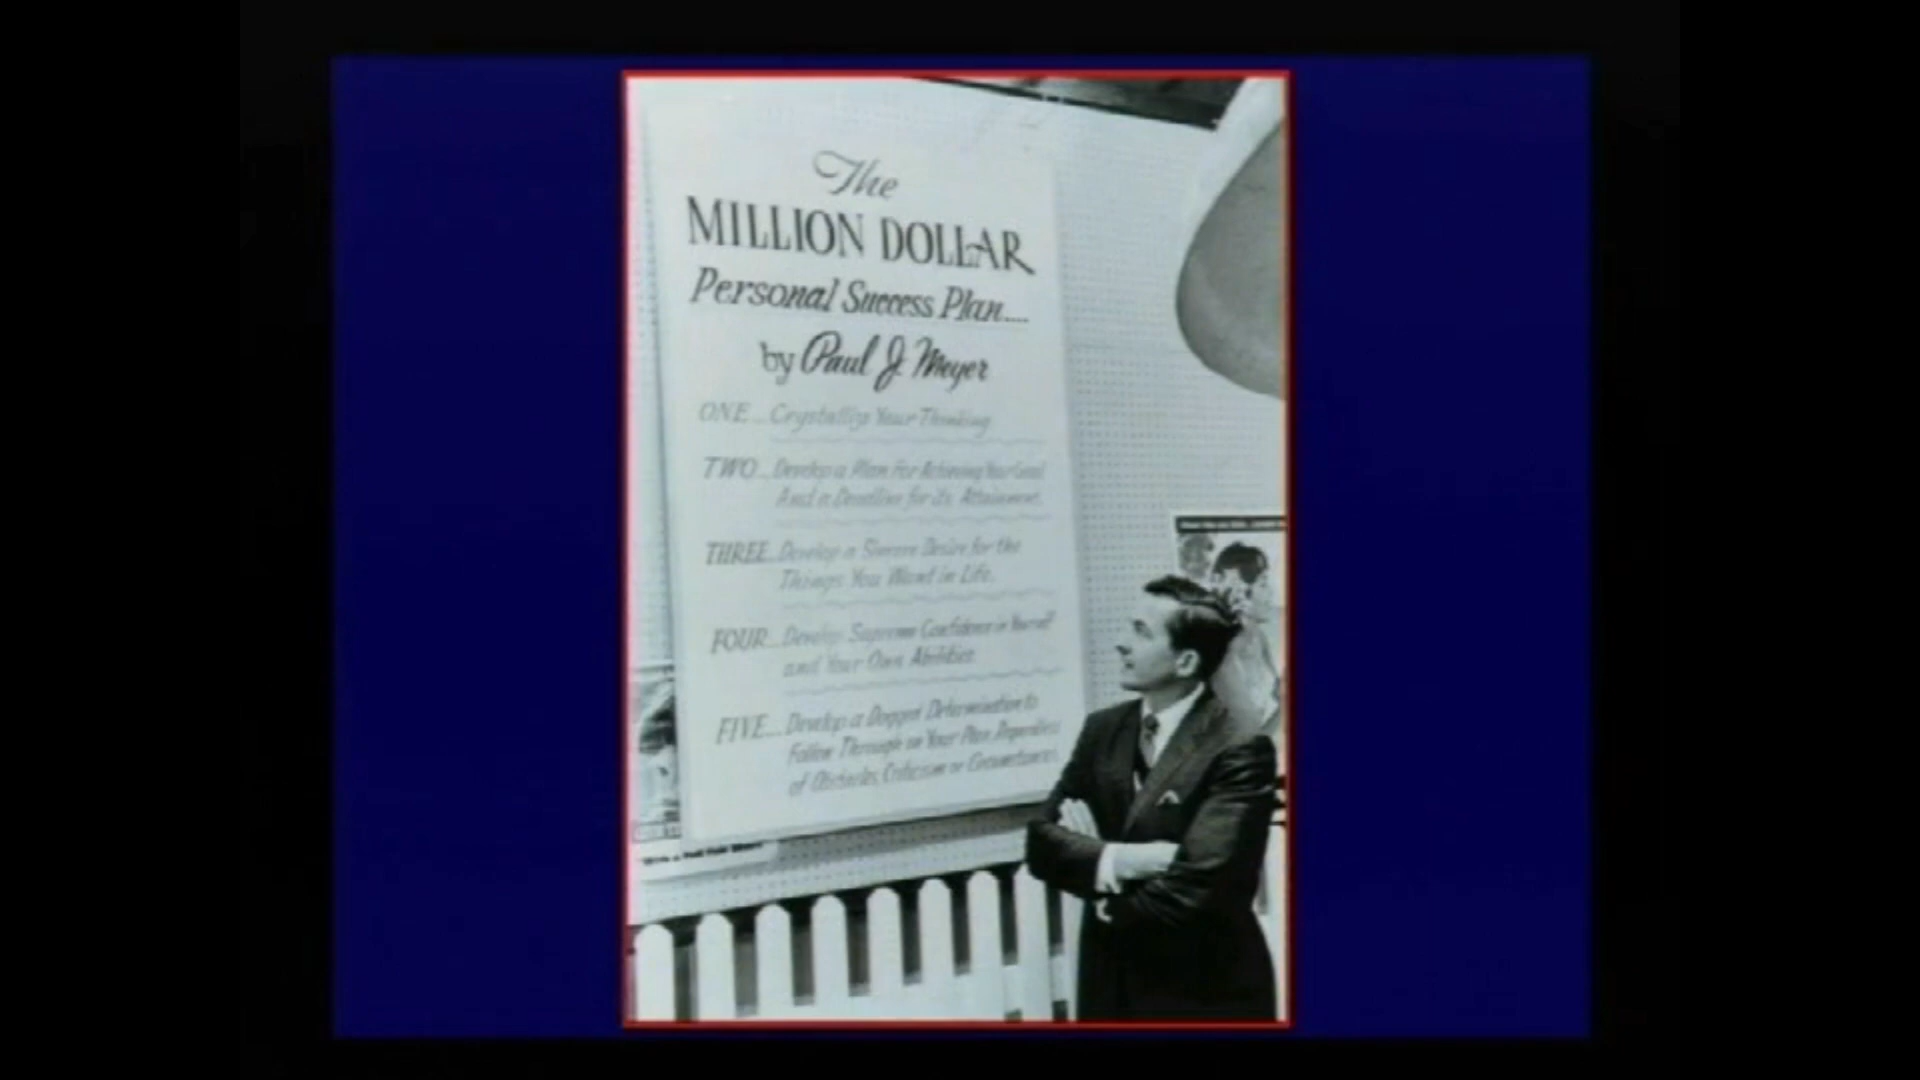 The
MILLION DOLLAR
Personal Success Plan....
by Paul J. Meyer
ONE... Crystallize Your Thinking
TWO... Develop a Plan For Achieving Your Goal
And a Deadline for its Attainment.
THREE... Develop a Sincere Desire for the
Things You Want in Life.
FOUR... Develop Supreme Confidence in Yourself
and Your Own Abilities.
FIVE... Develop a Dogged Determination to
Follow Through on Your Plan Regardless
of Obstacles, Criticism or Circumstances